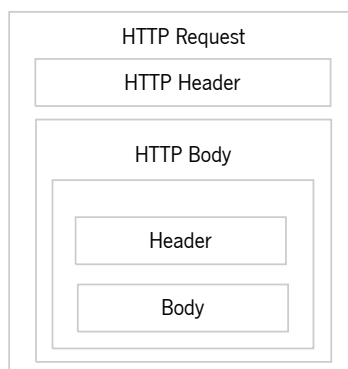 HTTP Request
HTTP Header
HTTP Body
Header
Body